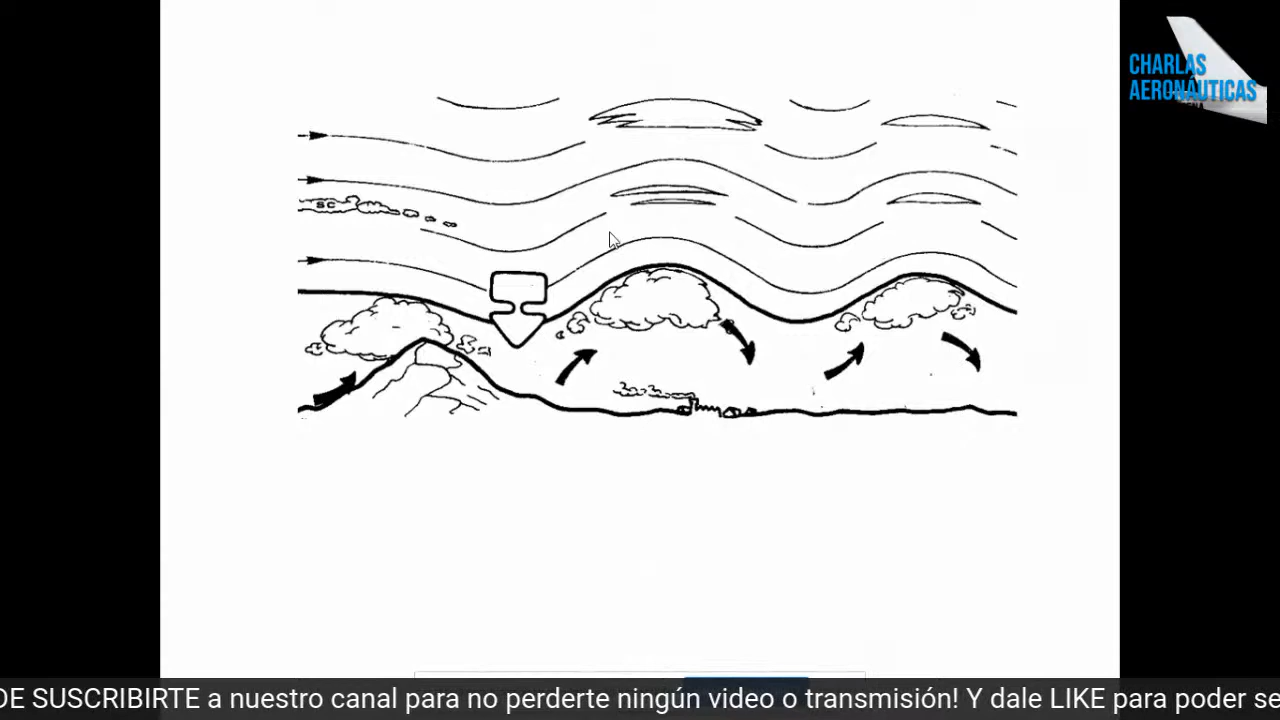 CHARLAS
AERONÁUTICAS
SC
DE SUSCRIBIRTE a nuestro canal para no perderte ningún video o transmisión! Y dale LIKE para poder se